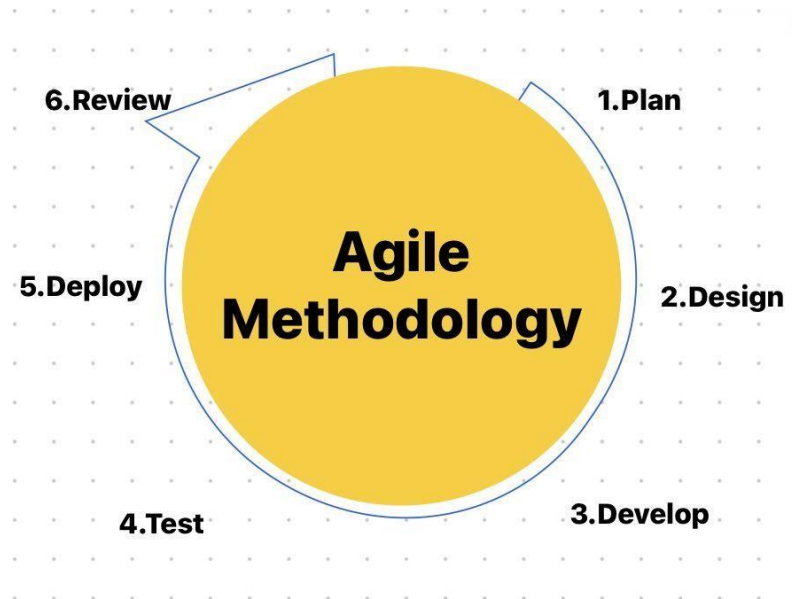 Agile
Methodology
1.Plan
2.Design
3.Develop
4.Test
5.Deploy
6.Review